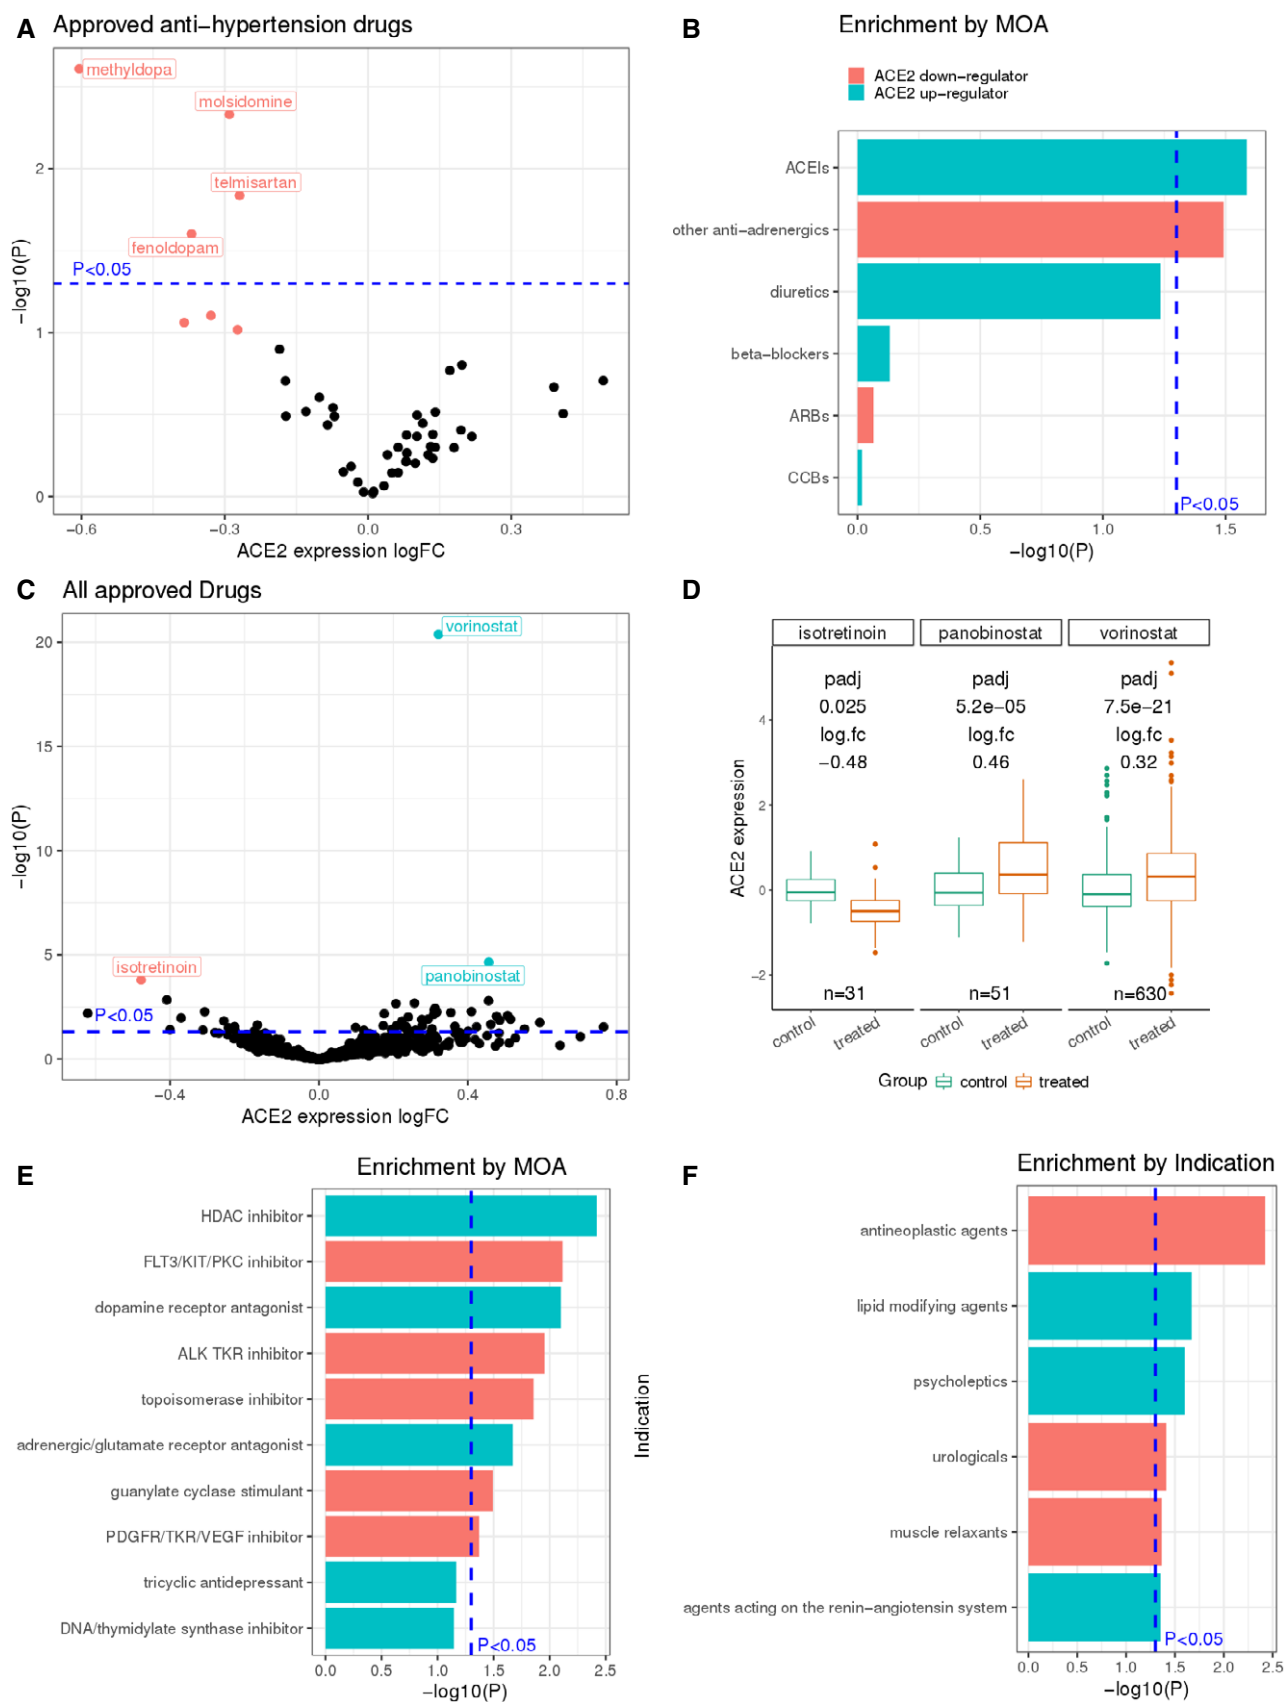 A Approved anti−hypertension drugs
methyldopa
molsidomine
telmisartan
fenoldopam
P<0.05
−log10(P)
2
1
0
−0.6 −0.3 0.0 0.3
ACE2 expression logFC
B Enrichment by MOA
ACE2 down−regulator
ACE2 up−regulator
ACEIs
other anti−adrenergics
diuretics
beta−blockers
ARBs
CCBs
P<0.05
0.0 0.5 1.0 1.5
−log10(P)
C All approved Drugs
vorinostat
isotretinoin
panobinostat
P<0.05
−log10(P)
20
15
10
5
0
−0.4 0.0 0.4 0.8
ACE2 expression logFC
D
isotretinoin panobinostat vorinostat
padj padj padj
0.025 5.2e−05 7.5e−21
log.fc log.fc log.fc
−0.48 0.46 0.32
ACE2 expression
4
2
0
−2
n=31 n=51 n=630
control treated control treated control treated
Group control treated
E Enrichment by MOA
HDAC inhibitor
FLT3/KIT/PKC inhibitor
dopamine receptor antagonist
ALK TKR inhibitor
topoisomerase inhibitor
adrenergic/glutamate receptor antagonist
guanylate cyclase stimulant
PDGFR/TKR/VEGF inhibitor
tricyclic antidepressant
DNA/thymidylate synthase inhibitor
P<0.05
0.0 0.5 1.0 1.5 2.0 2.5
−log10(P)
F Enrichment by Indication
Indication
antineoplastic agents
lipid modifying agents
psycholeptics
urologicals
muscle relaxants
agents acting on the renin−angiotensin system
P<0.05
0.0 0.5 1.0 1.5 2.0 2.5
−log10(P)